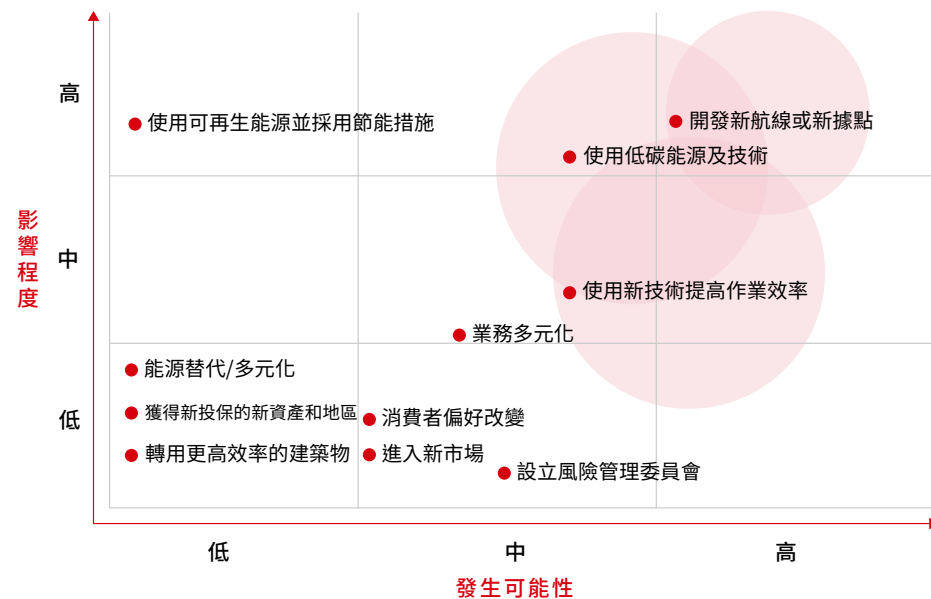 高
使用可再生能源並採用節能措施
開發新航線或新據點
使用低碳能源及技術
影響程度
中
使用新技術提高作業效率
業務多元化
能源替代/多元化
獲得新投保的新資產和地區
消費者偏好改變
低
轉用更高效率的建築物
進入新市場
設立風險管理委員會
低
中
高
發生可能性